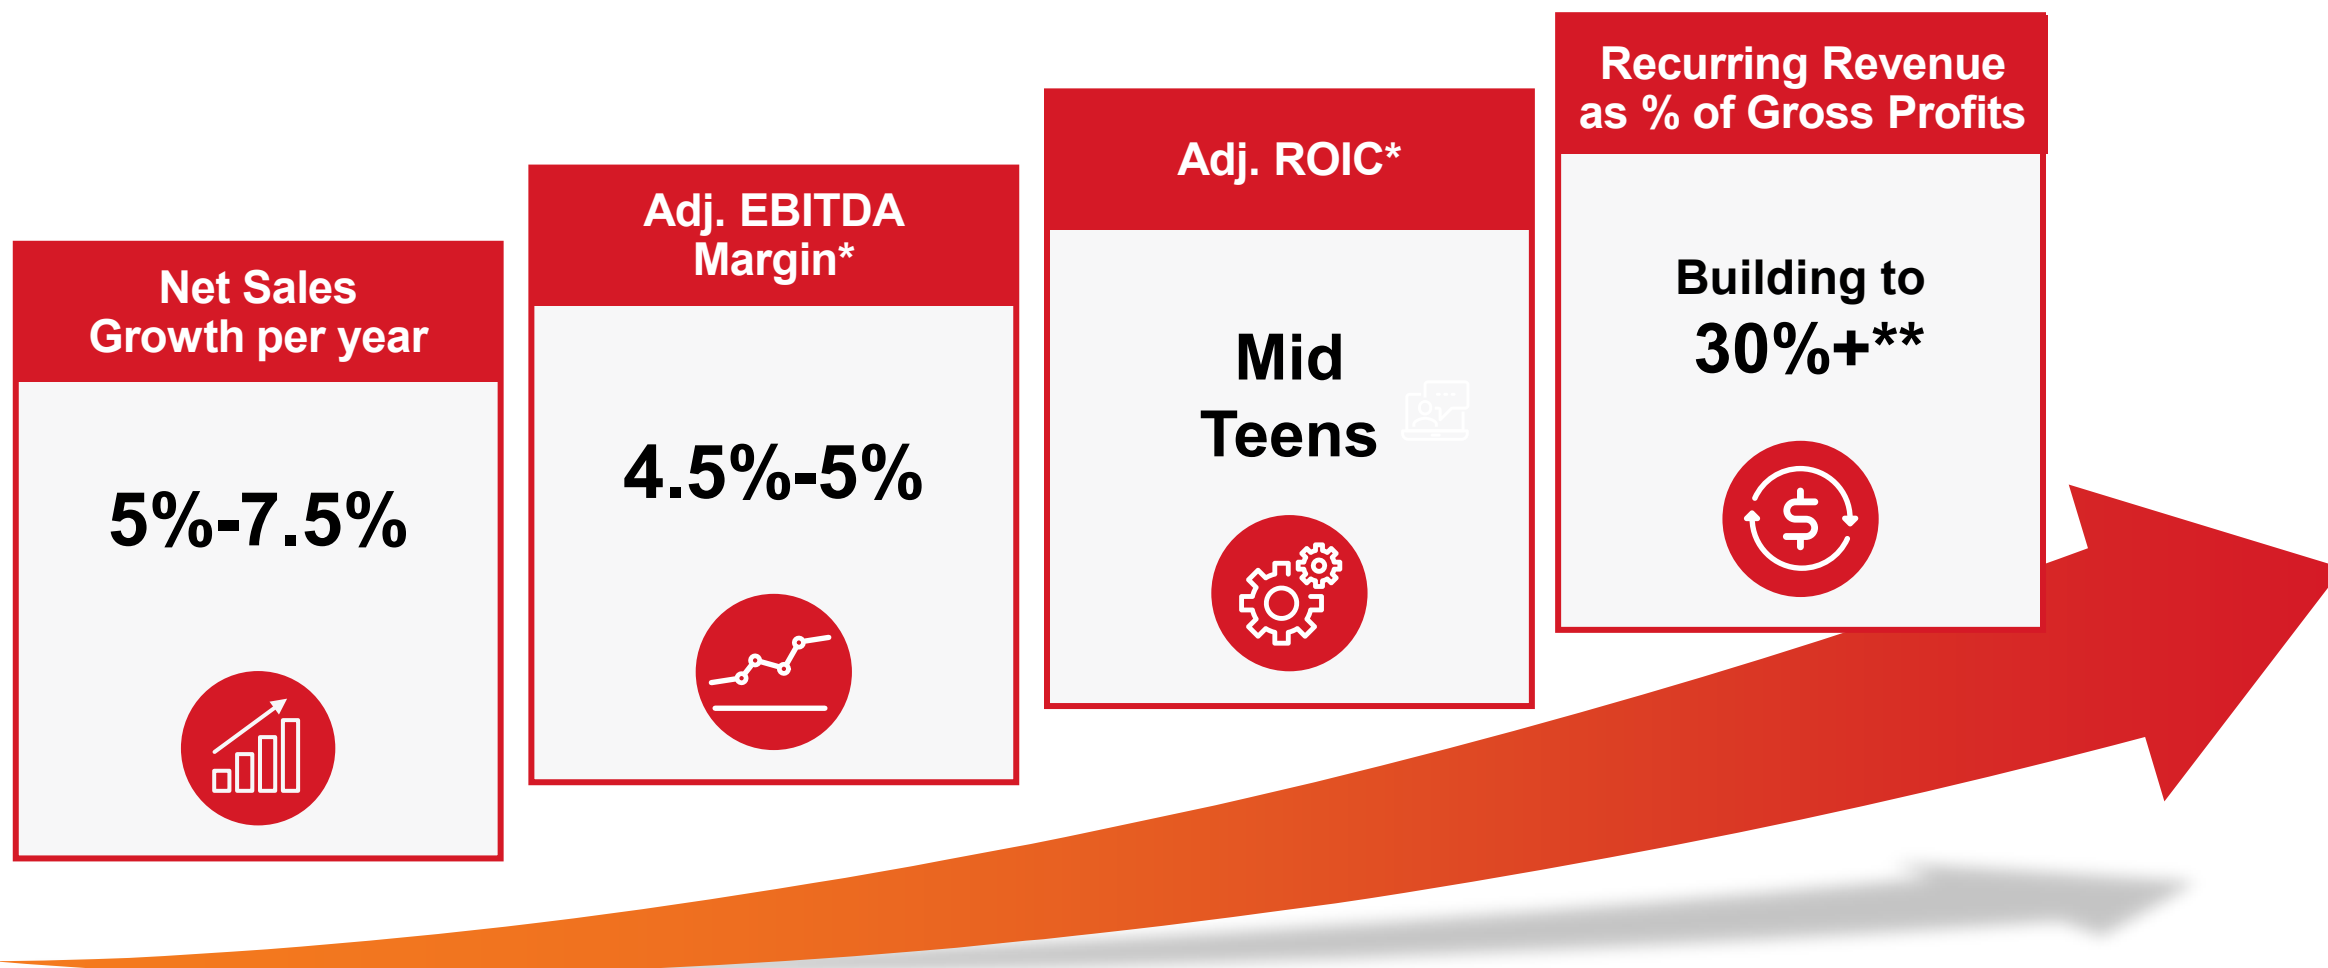 Net Sales
Growth per year
5%-7.5%
Adj. EBITDA
Margin*
4.5%-5%
Adj. ROIC*
Mid
Teens
Recurring Revenue
as % of Gross Profits
Building to
30%+**